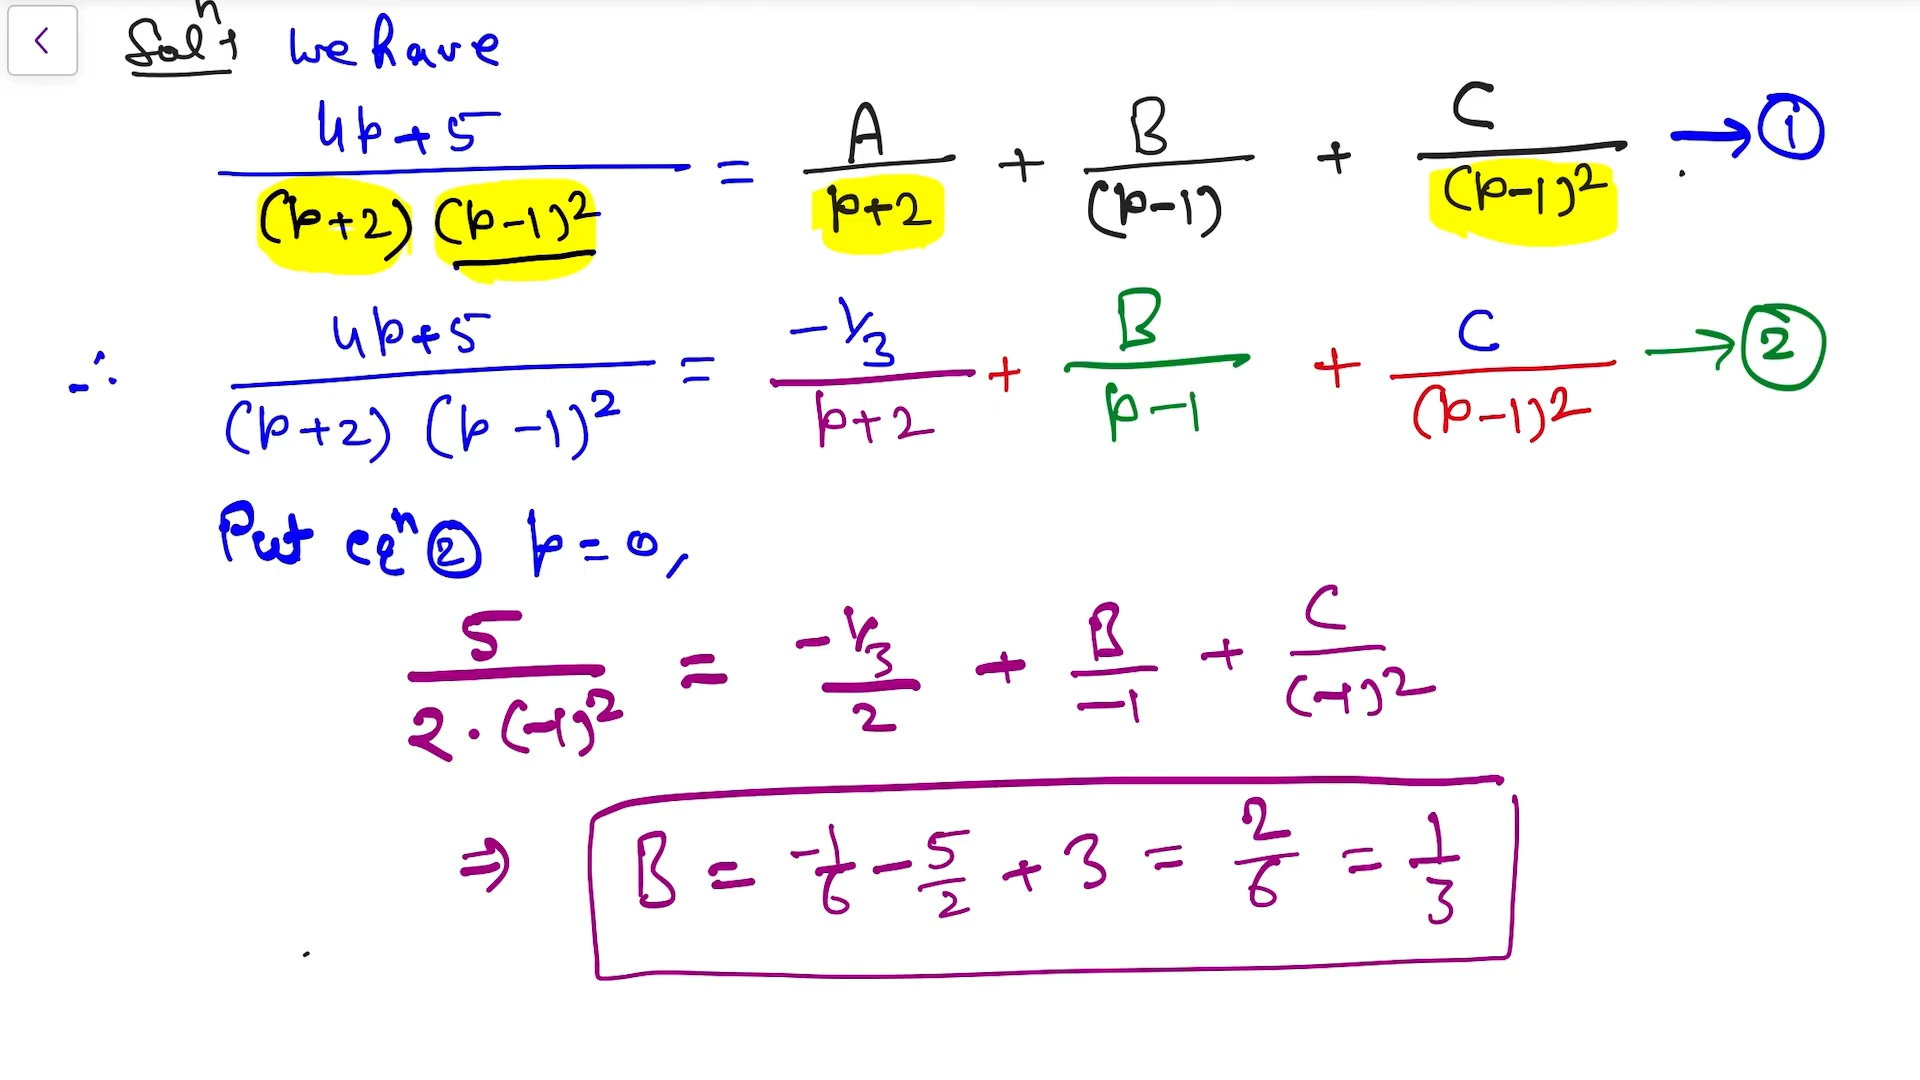 Solⁿ: we have
4p+5 / (p+2) (p-1)² = A / p+2 + B / (p-1) + C / (p-1)² → ①
∴ 4p+5 / (p+2) (p-1)² = -1/3 / p+2 + B / p-1 + C / (p-1)² → ②
Put eqⁿ ② p=0,
5 / 2·(-1)² = -1/3 / 2 + B / -1 + C / (-1)²
⇒ B = -1/6 - 5/2 + 3 = 2/6 = 1/3